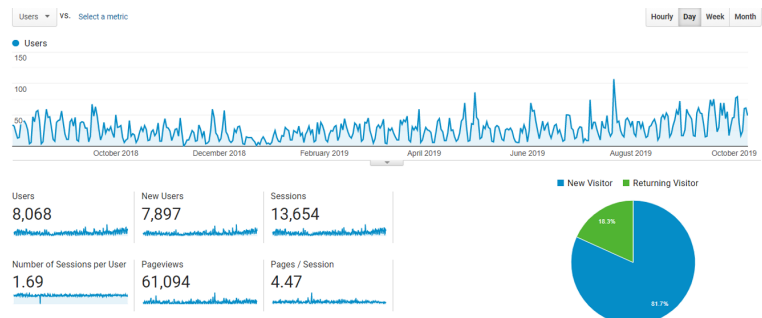 Users VS. Select a metric
Hourly Day Week Month
Users
150
100
50
October 2018 December 2018 February 2019 April 2019 June 2019 August 2019 October 2019
New Visitor Returning Visitor
Users New Users Sessions
8,068 7,897 13,654
18.3%
Number of Sessions per User Pageviews Pages / Session
1.69 61,094 4.47
81.7%